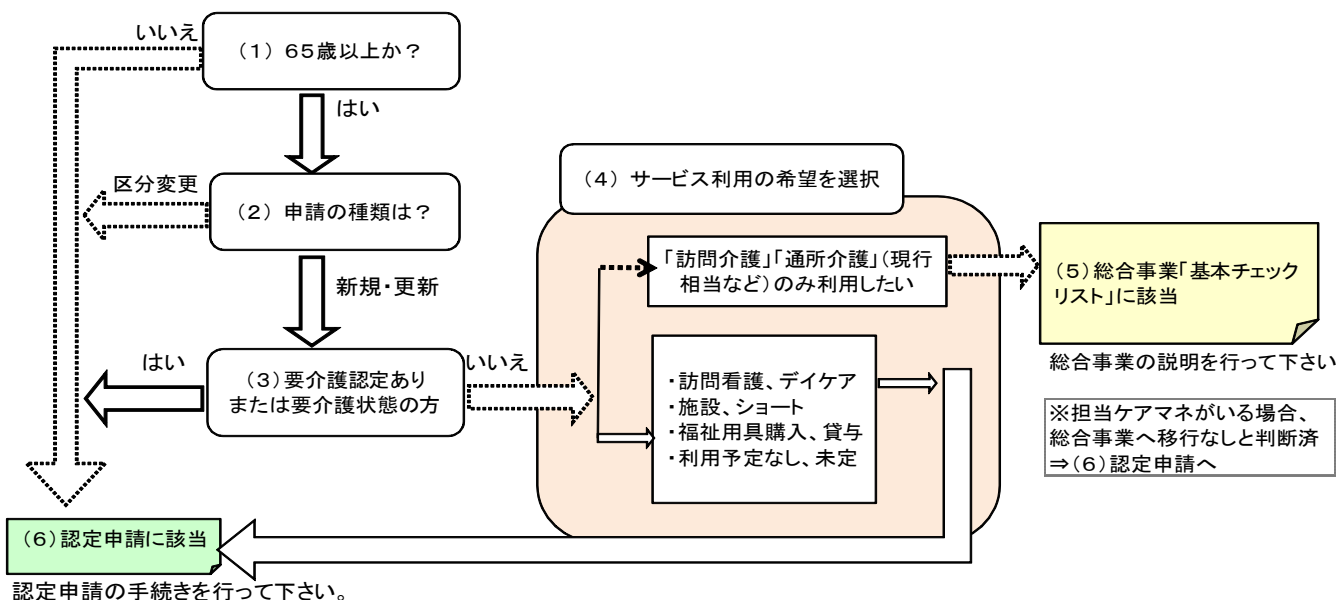 いいえ
（1）65歳以上か？
はい
区分変更
（2）申請の種類は？
新規・更新
はい
（3）要介護認定あり
または要介護状態の方
いいえ
（4）サービス利用の希望を選択
「訪問介護」「通所介護」（現行
相当など）のみ利用したい
・訪問看護、デイケア
・施設、ショート
・福祉用具購入、貸与
・利用予定なし、未定
（5）総合事業「基本チェック
リスト」に該当
総合事業の説明を行って下さい
※担当ケアマネがいる場合、
総合事業へ移行なしと判断済
⇒（6）認定申請へ
（6）認定申請に該当
認定申請の手続きを行って下さい。